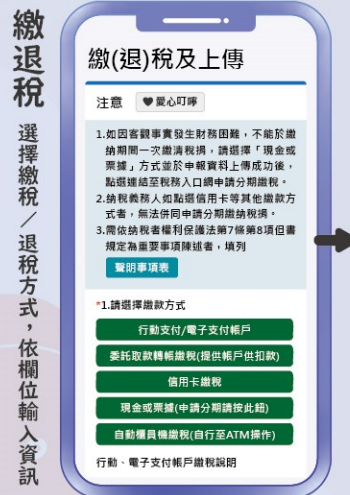 繳退稅
選擇繳稅／退稅方式，依欄位輸入資訊
繳(退)稅及上傳
注意 ♥愛心叮嚀
1.如因客觀事實發生財務困難，不能於繳
納期間一次繳清稅捐，請選擇「現金或
票據」方式並於申報資料上傳成功後，
點選連結至稅務入口網申請分期繳稅。
2.納稅義務人如點選信用卡等其他繳款方
式者，無法併同申請分期繳納稅捐。
3.需依納稅者權利保護法第7條第8項但書
規定為重要事項陳述者，填列
聲明事項表
*1.請選擇繳款方式
行動支付/電子支付帳戶
委託取款轉帳繳稅(提供帳戶供扣款)
信用卡繳稅
現金或票據(申請分期請按此鈕)
自動櫃員機繳稅(自行至ATM操作)
行動、電子支付帳戶繳稅說明